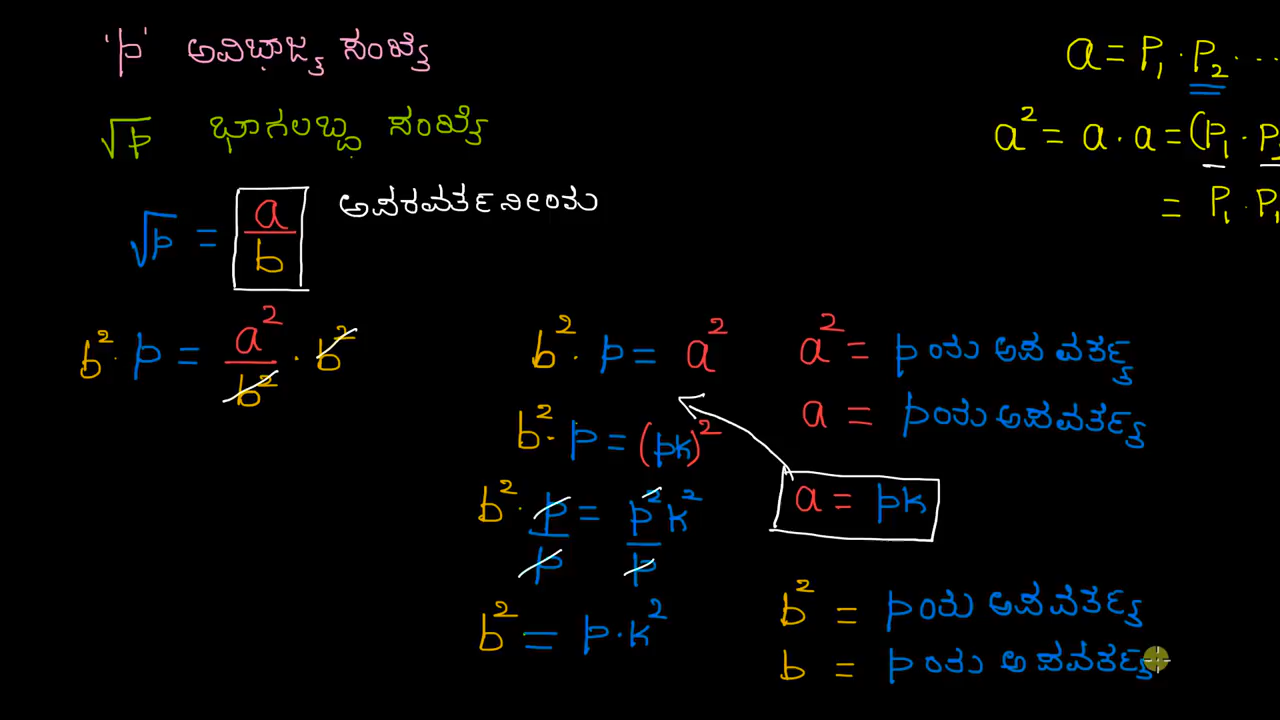 'p' ಅವಿಭಾಜ್ಯ ಸಂಖ್ಯೆ
√p ಭಾಗಲಬ್ಧ ಸಂಖ್ಯೆ
√p = a/b ಅಪರವರ್ತನೀಯ
b² · p = a²/b² · b²
b² · p = a²
b² · p = (pk)²
b² · p/p = p²k²/p
b² = p · k²
a² = pಯ ಅಪವರ್ತ್ಯ
a = pಯ ಅಪವರ್ತ್ಯ
a = pk
b² = pಯ ಅಪವರ್ತ್ಯ
b = pಯ ಅಪವರ್ತ್ಯ
a = P₁ · P₂ · · ·
a² = a · a = (P₁ ·
= P₁ ·